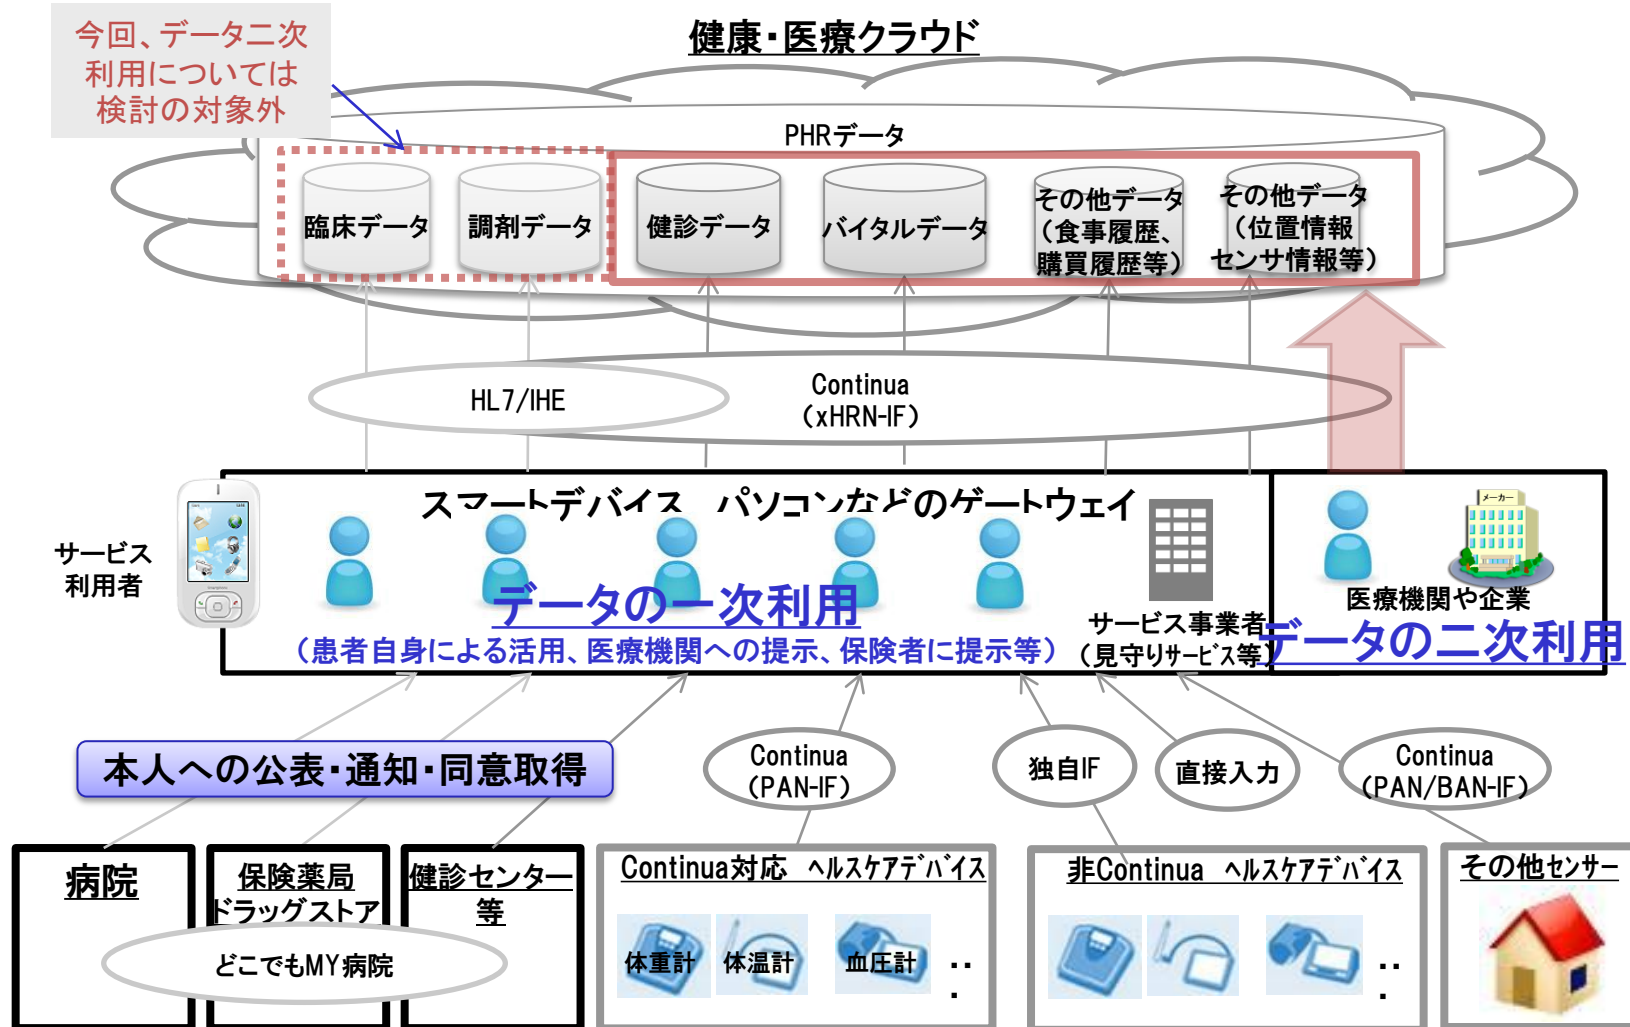 今回、データ二次
利用については
検討の対象外
健康・医療クラウド
PHRデータ
臨床データ
調剤データ
健診データ
バイタルデータ
その他データ
（食事履歴、
購買履歴等）
その他データ
（位置情報
センサ情報等）
HL7/IHE
Continua
（xHRN-IF）
サービス
利用者
スマートデバイス　パソコンなどのゲートウェイ
データの一次利用
（患者自身による活用、医療機関への提示、保険者に提示等）
サービス事業者
（見守りサービス等）
メーカー
医療機関や企業
データの二次利用
本人への公表・通知・同意取得
Continua
（PAN-IF）
独自IF
直接入力
Continua
（PAN/BAN-IF）
病院
保険薬局
ドラッグストア
健診センター
等
どこでもMY病院
Continua対応　ヘルスケアデバイス
体重計
体温計
血圧計
...
非Continua　ヘルスケアデバイス
...
その他センサー